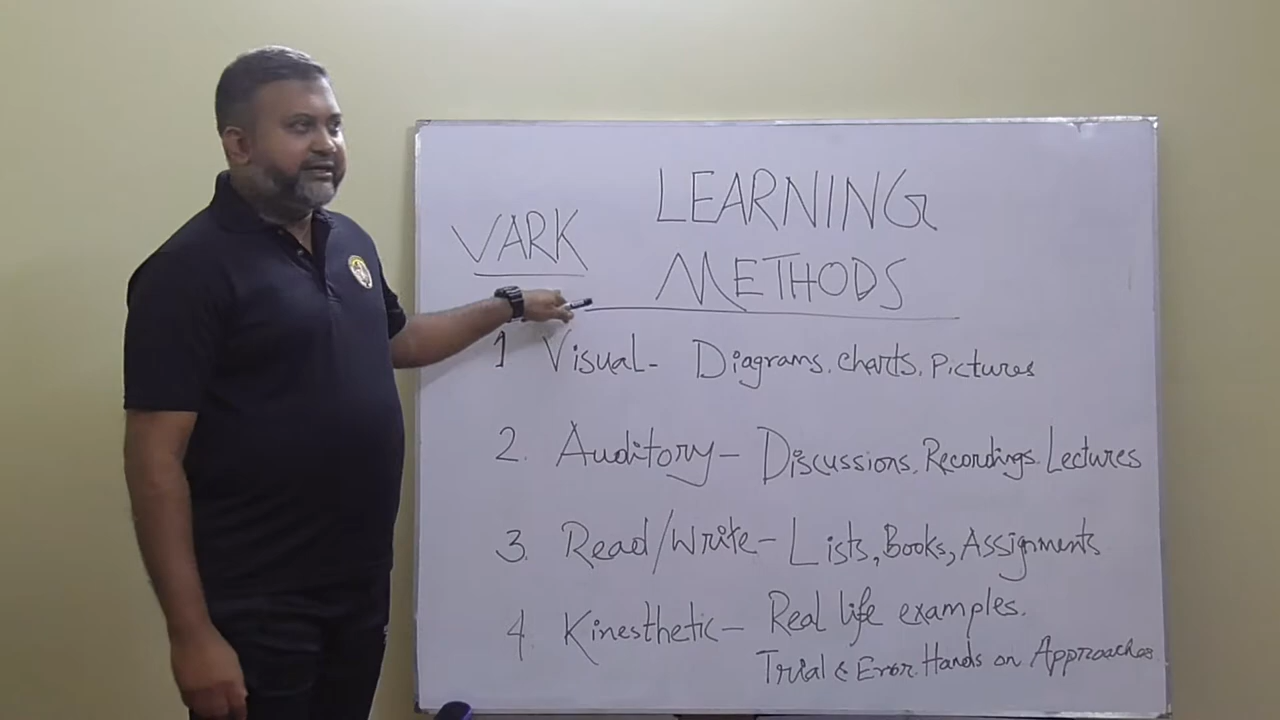 LEARNING
VARK
METHODS
1 Visual - Diagrams, charts, Pictures
2. Auditory - Discussions, Recordings. Lectures
3. Read/Write - Lists, Books, Assignments
4. Kinesthetic - Real life examples.
Trial & Error. Hands on Approaches